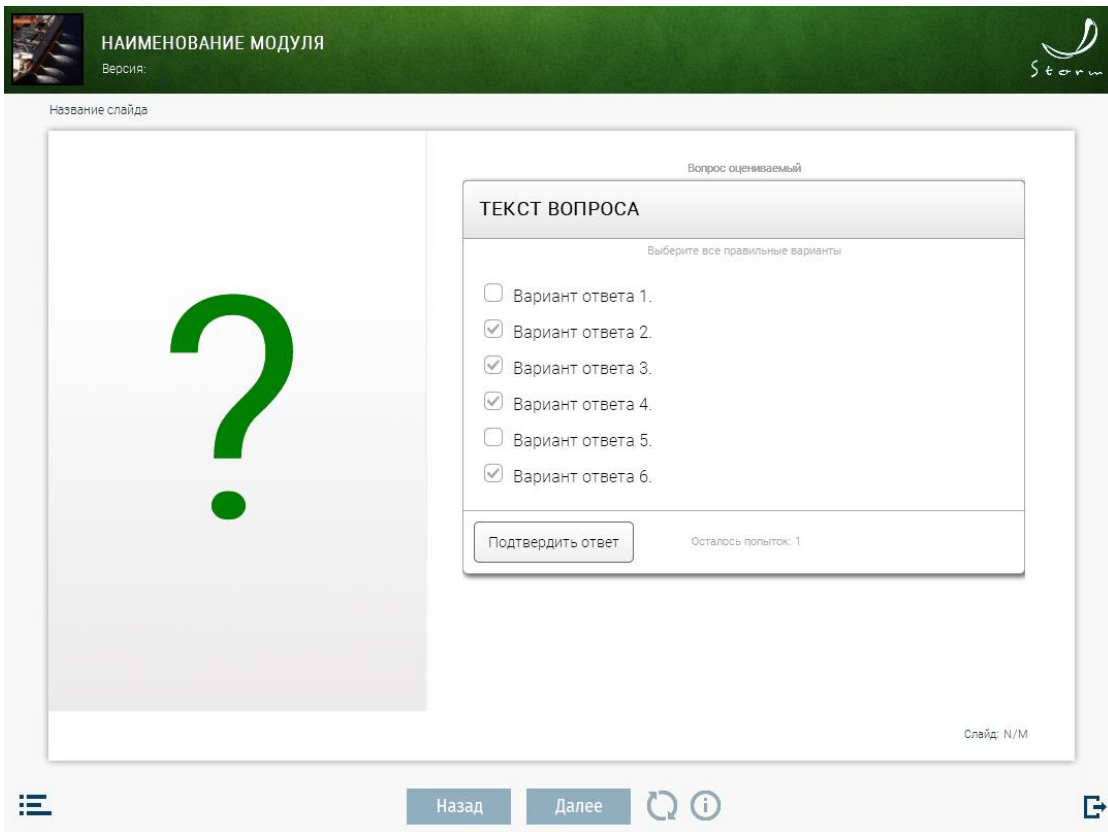 НАИМЕНОВАНИЕ МОДУЛЯ
Версия:
Storm
Название слайда
Вопрос оцениваемый
ТЕКСТ ВОПРОСА
Выберите все правильные варианты
Вариант ответа 1.
Вариант ответа 2.
Вариант ответа 3.
Вариант ответа 4.
Вариант ответа 5.
Вариант ответа 6.
Подтвердить ответ
Осталось попыток: 1
?
Слайд: N/M
Назад
Далее